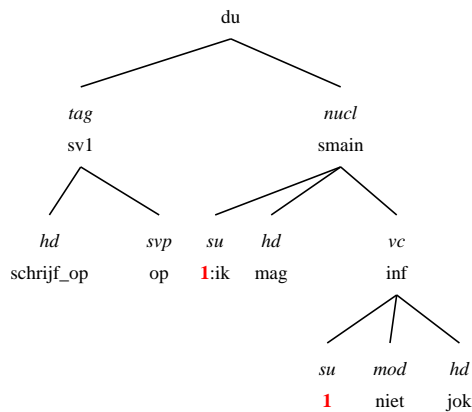 du
tag nucl
sv1 smain
hd svp su hd vc
schrijf_op op 1:ik mag inf
su mod hd
1 niet jok